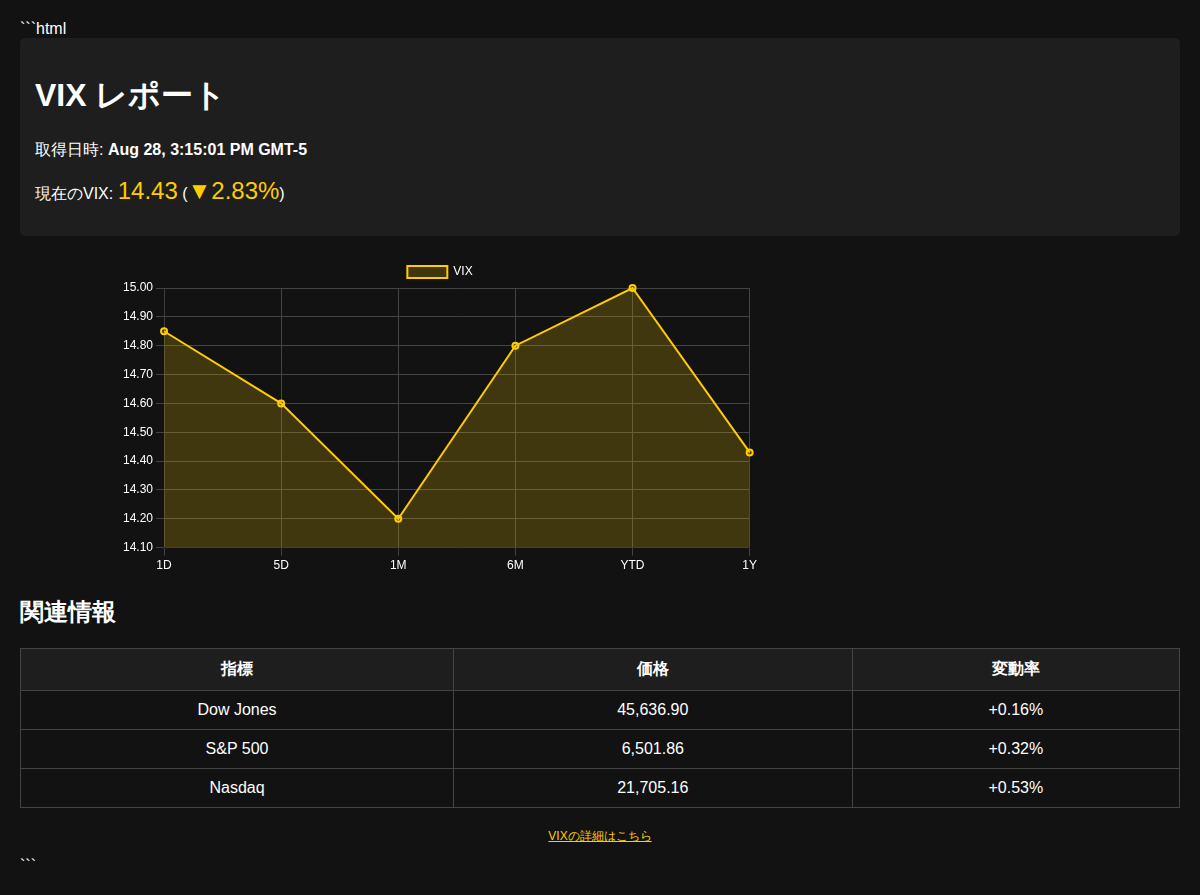 ```html
VIX レポート
取得日時: Aug 28, 3:15:01 PM GMT-5
現在のVIX: 14.43 (▼2.83%)
VIX
15.00
14.90
14.80
14.70
14.60
14.50
14.40
14.30
14.20
14.10
1D 5D 1M 6M YTD 1Y
関連情報
指標 価格 変動率
Dow Jones 45,636.90 +0.16%
S&P 500 6,501.86 +0.32%
Nasdaq 21,705.16 +0.53%
VIXの詳細はこちら
```